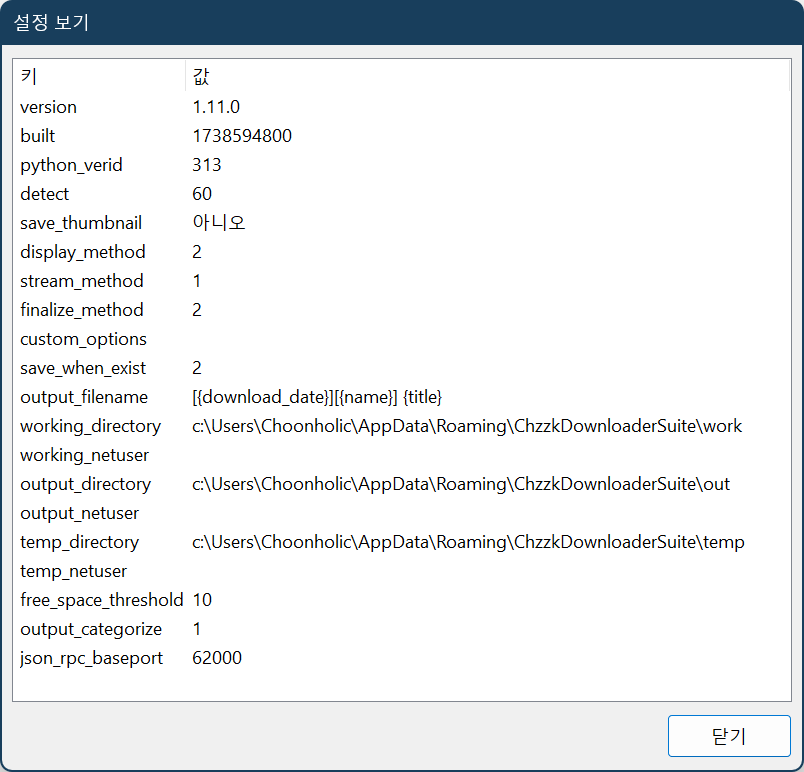 설정 보기
키 값
version 1.11.0
built 1738594800
python_verid 313
detect 60
save_thumbnail 아니오
display_method 2
stream_method 1
finalize_method 2
custom_options
save_when_exist 2
output_filename [{download_date}][{name}] {title}
working_directory c:\Users\Choonholic\AppData\Roaming\ChzzkDownloaderSuite\work
working_netuser
output_directory c:\Users\Choonholic\AppData\Roaming\ChzzkDownloaderSuite\out
output_netuser
temp_directory c:\Users\Choonholic\AppData\Roaming\ChzzkDownloaderSuite\temp
temp_netuser
free_space_threshold 10
output_categorize 1
json_rpc_baseport 62000
닫기